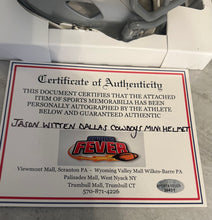 Certificate of Authenticity
THIS DOCUMENT CERTIFIES THAT THE ATTACHED
ITEM OF SPORTS MEMORABILIA HAS BEEN
PERSONALLY AUTOGRAPHED BY THE ATHLETE
BELOW AND GUARANTEED AUTHENTIC
JASON WITTEN DALLAS COWBOYS MINI HELMET
FEVER
Viewmont Mall, Scranton PA - Wyoming Valley Mall Wilkes-Barre PA
Palisades Mall, West Nyack NY
Trumbull Mall, Trumbull CT
570-871-4226